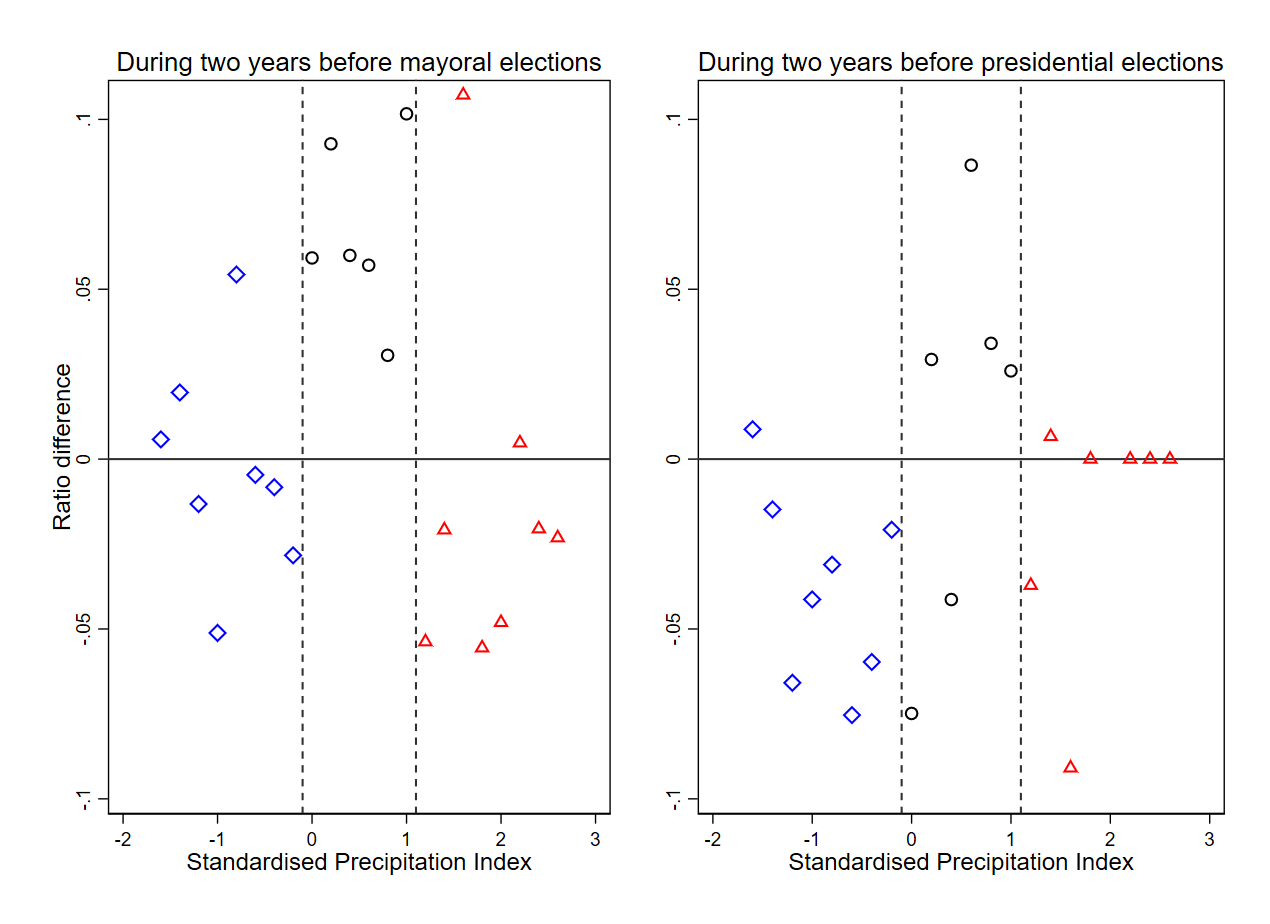 During two years before mayoral elections
During two years before presidential elections
Ratio difference
.1
.05
0
-.05
-.1
-2 -1 0 1 2 3
Standardised Precipitation Index
.1
.05
0
-.05
-.1
-2 -1 0 1 2 3
Standardised Precipitation Index